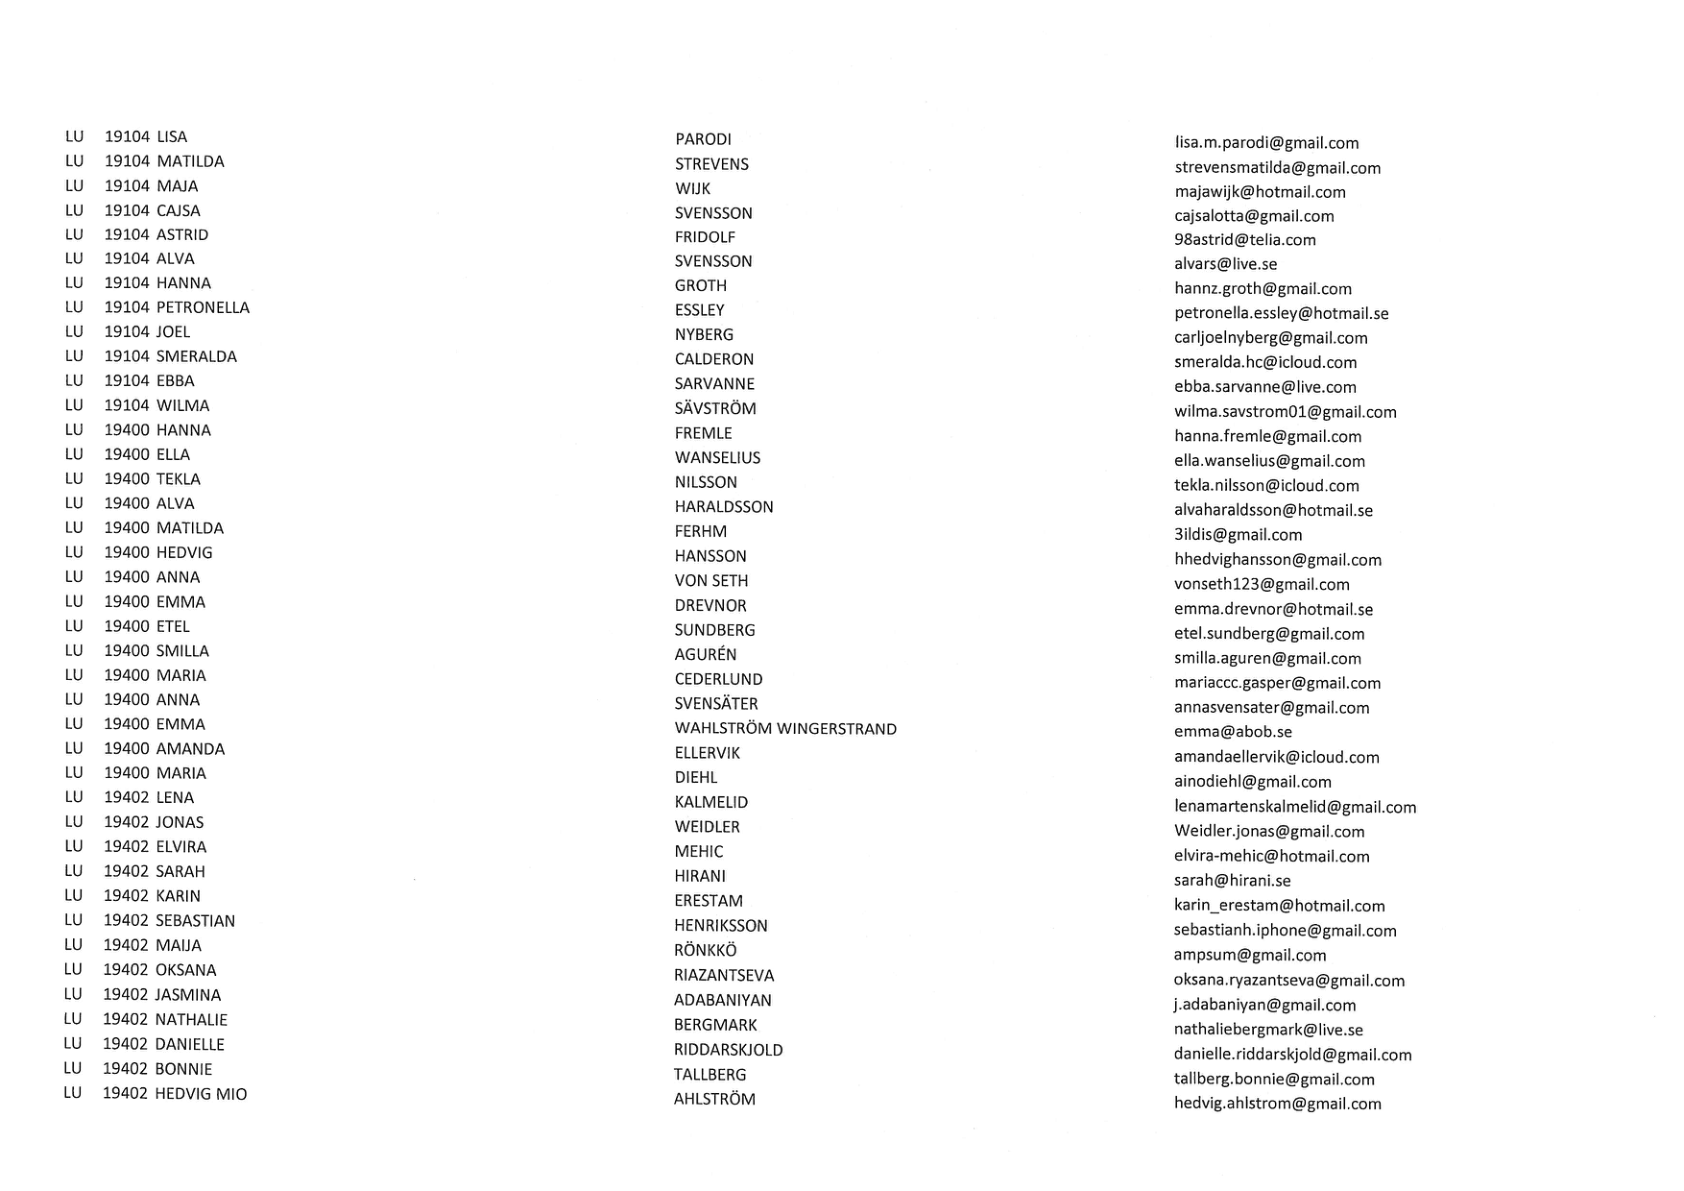 LU 19104 LISA PARODI lisa.m.parodi@gmail.com
LU 19104 MATILDA STREVENS strevensmatilda@gmail.com
LU 19104 MAJA WIJK majawijk@hotmail.com
LU 19104 CAJSA SVENSSON cajsalotta@gmail.com
LU 19104 ASTRID FRIDOLF 98astrid@telia.com
LU 19104 ALVA SVENSSON alvars@live.se
LU 19104 HANNA GROTH hannz.groth@gmail.com
LU 19104 PETRONELLA ESSLEY petronella.essley@hotmail.se
LU 19104 JOEL NYBERG carljoelnyberg@gmail.com
LU 19104 SMERALDA CALDERON smeralda.hc@icloud.com
LU 19104 EBBA SARVANNE ebba.sarvanne@live.com
LU 19104 WILMA SÄVSTRÖM wilma.savstrom01@gmail.com
LU 19400 HANNA FREMLE hanna.fremle@gmail.com
LU 19400 ELLA WANSELIUS ella.wanselius@gmail.com
LU 19400 TEKLA NILSSON tekla.nilsson@icloud.com
LU 19400 ALVA HARALDSSON alvaharaldsson@hotmail.se
LU 19400 MATILDA FERHM 3ildis@gmail.com
LU 19400 HEDVIG HANSSON hhedvighansson@gmail.com
LU 19400 ANNA VON SETH vonseth123@gmail.com
LU 19400 EMMA DREVNOR emma.drevnor@hotmail.se
LU 19400 ETEL SUNDBERG etel.sundberg@gmail.com
LU 19400 SMILLA AGURÉN smilla.aguren@gmail.com
LU 19400 MARIA CEDERLUND mariaccc.gasper@gmail.com
LU 19400 ANNA SVENSÄTER annasvensater@gmail.com
LU 19400 EMMA WAHLSTRÖM WINGERSTRAND emma@abob.se
LU 19400 AMANDA ELLERVIK amandaellervik@icloud.com
LU 19400 MARIA DIEHL ainodiehl@gmail.com
LU 19402 LENA KALMELID lenamartenskalmelid@gmail.com
LU 19402 JONAS WEIDLER Weidler.jonas@gmail.com
LU 19402 ELVIRA MEHIC elvira-mehic@hotmail.com
LU 19402 SARAH HIRANI sarah@hirani.se
LU 19402 KARIN ERESTAM karin_erestam@hotmail.com
LU 19402 SEBASTIAN HENRIKSSON sebastianh.iphone@gmail.com
LU 19402 MAIJA RÖNKKÖ ampsum@gmail.com
LU 19402 OKSANA RIAZANTSEVA oksana.ryazantseva@gmail.com
LU 19402 JASMINA ADABANIYAN j.adabaniyan@gmail.com
LU 19402 NATHALIE BERGMARK nathaliebergmark@live.se
LU 19402 DANIELLE RIDDARSKJOLD danielle.riddarskjold@gmail.com
LU 19402 BONNIE TALLBERG tallberg.bonnie@gmail.com
LU 19402 HEDVIG MIO AHLSTRÖM hedvig.ahlstrom@gmail.com